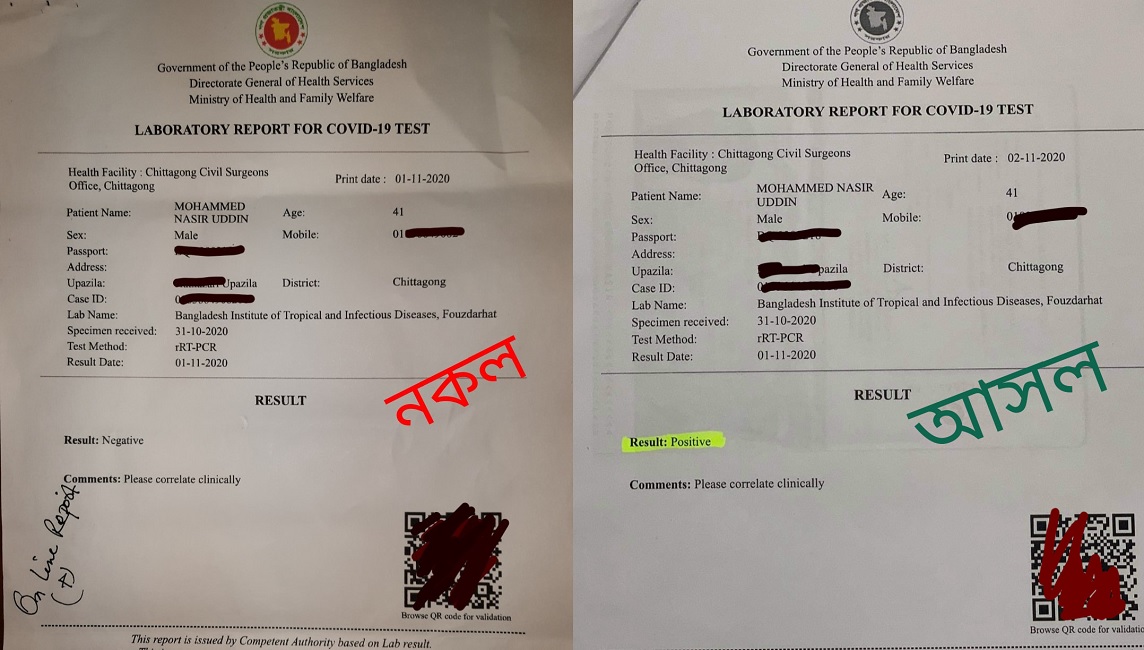 Government of the People's Republic of Bangladesh
Directorate General of Health Services
Ministry of Health and Family Welfare
LABORATORY REPORT FOR COVID-19 TEST
Health Facility : Chittagong Civil Surgeons
Office, Chittagong
Print date : 01-11-2020
Patient Name: MOHAMMED
NASIR UDDIN
Age: 41
Sex: Male
Mobile: 01
Passport:
Address:
Upazila: Upazila
District: Chittagong
Case ID: 0
Lab Name: Bangladesh Institute of Tropical and Infectious Diseases, Fouzdarhat
Specimen received: 31-10-2020
Test Method: rRT-PCR
Result Date: 01-11-2020
নকল
RESULT
Result: Negative
Comments: Please correlate clinically
On Line Report
(+)
Browse QR code for validation
This report is issued by Competent Authority based on Lab result.
Government of the People's Republic of Bangladesh
Directorate General of Health Services
Ministry of Health and Family Welfare
LABORATORY REPORT FOR COVID-19 TEST
Health Facility : Chittagong Civil Surgeons
Office, Chittagong
Print date : 02-11-2020
Patient Name: MOHAMMED NASIR
UDDIN
Age: 41
Sex: Male
Mobile: 0
Passport:
Address:
Upazila: pazila
District: Chittagong
Case ID: 0
Lab Name: Bangladesh Institute of Tropical and Infectious Diseases, Fouzdarhat
Specimen received: 31-10-2020
Test Method: rRT-PCR
Result Date: 01-11-2020
আসল
RESULT
Result: Positive
Comments: Please correlate clinically
Browse QR code for validatio